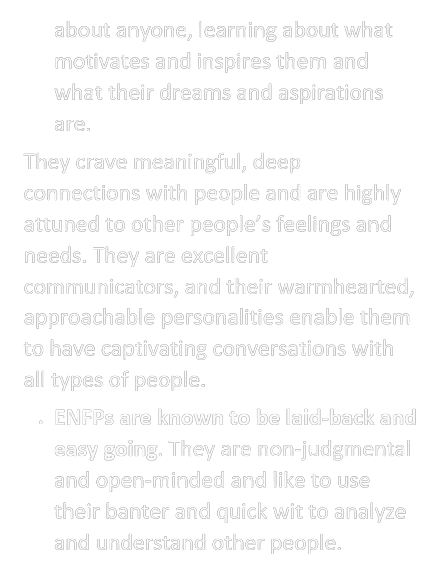 about anyone, learning about what
motivates and inspires them and
what their dreams and aspirations
are.
They crave meaningful, deep
connections with people and are highly
attuned to other people’s feelings and
needs. They are excellent
communicators, and their warmhearted,
approachable personalities enable them
to have captivating conversations with
all types of people.
. ENFPs are known to be laid-back and
easy going. They are non-judgmental
and open-minded and like to use
their banter and quick wit to analyze
and understand other people.